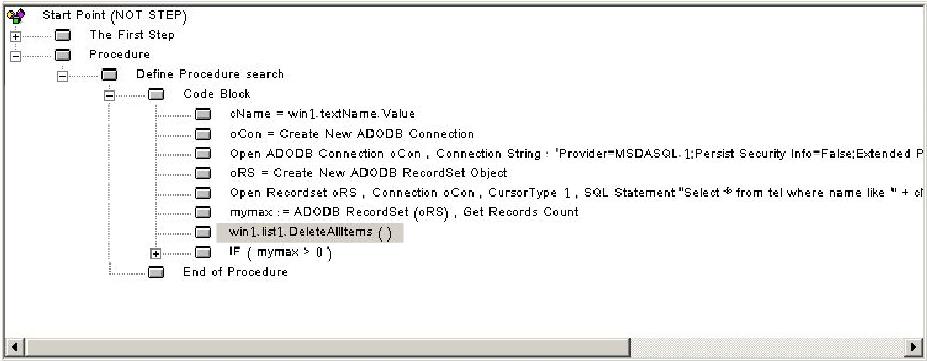 Start Point (NOT STEP)
The First Step
Procedure
Define Procedure search
Code Block
cName = win1.textName.Value
oCon = Create New ADODB Connection
Open ADODB Connection oCon , Connection String : "Provider=MSDASQL.1;Persist Security Info=False;Extended P
oRS = Create New ADODB RecordSet Object
Open Recordset oRS , Connection oCon , CursorType 1 , SQL Statement "Select * from tel where name like '" + cN
mymax := ADODB RecordSet (oRS) , Get Records Count
win1.list1.DeleteAllItems ( )
IF ( mymax > 0 )
End of Procedure